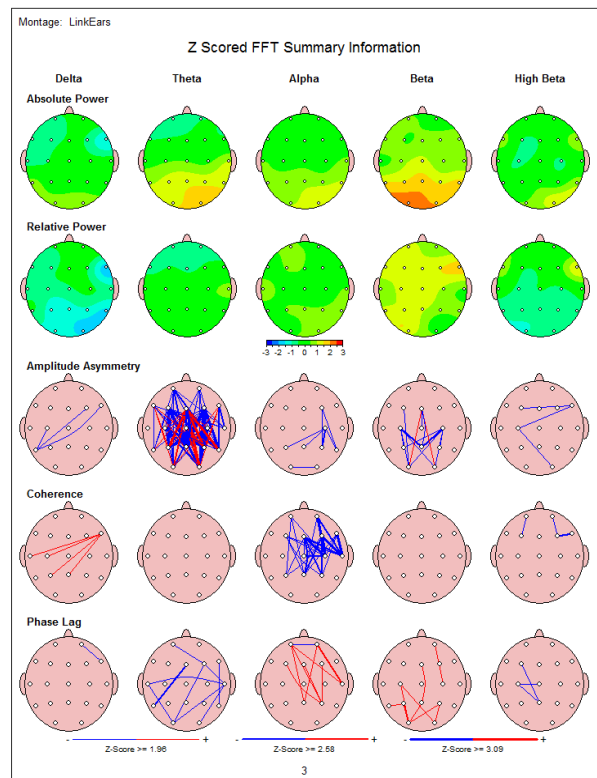 Montage: LinkEars
Z Scored FFT Summary Information
Delta Theta Alpha Beta High Beta
Absolute Power
Relative Power
-3 -2 -1 0 1 2 3
Amplitude Asymmetry
Coherence
Phase Lag
- + - + - +
Z-Score >= 1.96 Z-Score >= 2.58 Z-Score >= 3.09
3